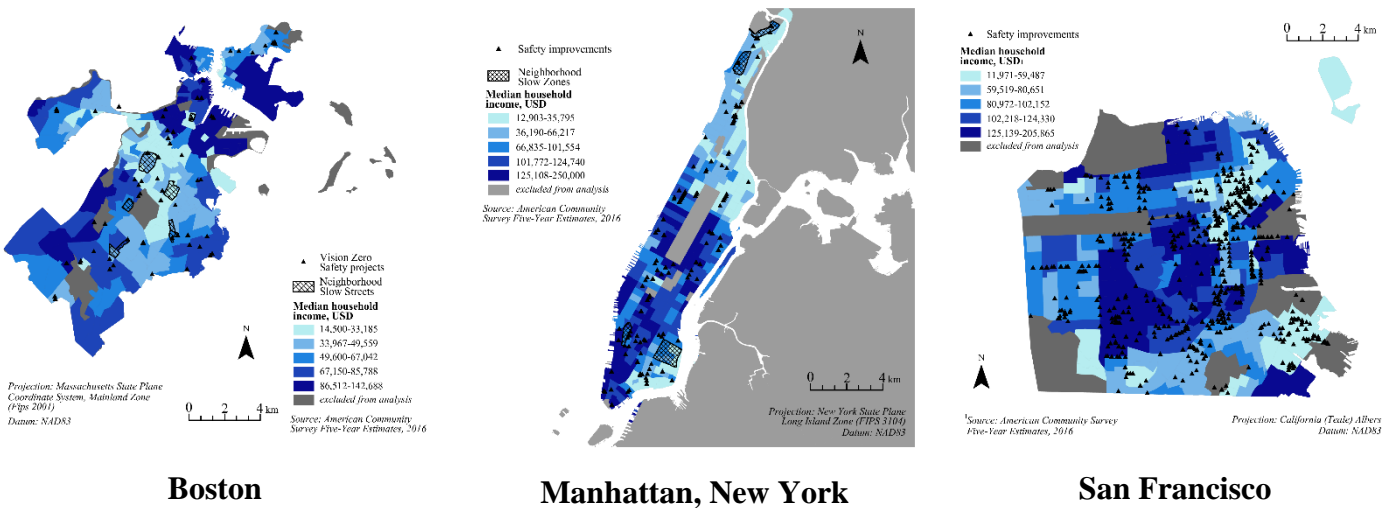 Vision Zero
Safety projects
Neighborhood
Slow Streets
Median household
income, USD
14,500-33,185
33,967-49,559
49,600-67,042
67,150-85,788
86,512-142,688
excluded from analysis
N
Projection: Massachusetts State Plane
Coordinate System, Mainland Zone
(Fips 2001)
Datum: NAD83
0 2 4 km
Source: American Community
Survey Five-Year Estimates, 2016
Boston
Safety improvements
Neighborhood
Slow Zones
Median household
income, USD
12,903-35,795
36,190-66,217
66,835-101,554
101,772-124,740
125,108-250,000
excluded from analysis
Source: American Community
Survey Five-Year Estimates, 2016
N
0 2 4 km
Projection: New York State Plane
Long Island Zone (FIPS 3104)
Datum: NAD83
Manhattan, New York
Safety improvements
Median household
income, USD¹
11,971-59,487
59,519-80,651
80,972-102,152
102,218-124,330
125,139-205,865
excluded from analysis
0 2 4 km
N
¹Source: American Community Survey
Five-Year Estimates, 2016
Projection: California (Teale) Albers
Datum: NAD83
San Francisco